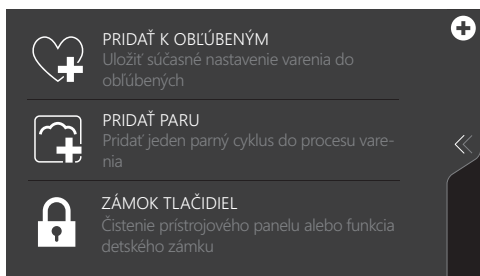 PRIDAŤ K OBĽÚBENÝM
Uložiť súčasné nastavenie varenia do
obľúbených
PRIDAŤ PARU
Pridať jeden parný cyklus do procesu vare-
nia
ZÁMOK TLAČIDIEL
Čistenie prístrojového panelu alebo funkcia
detského zámku